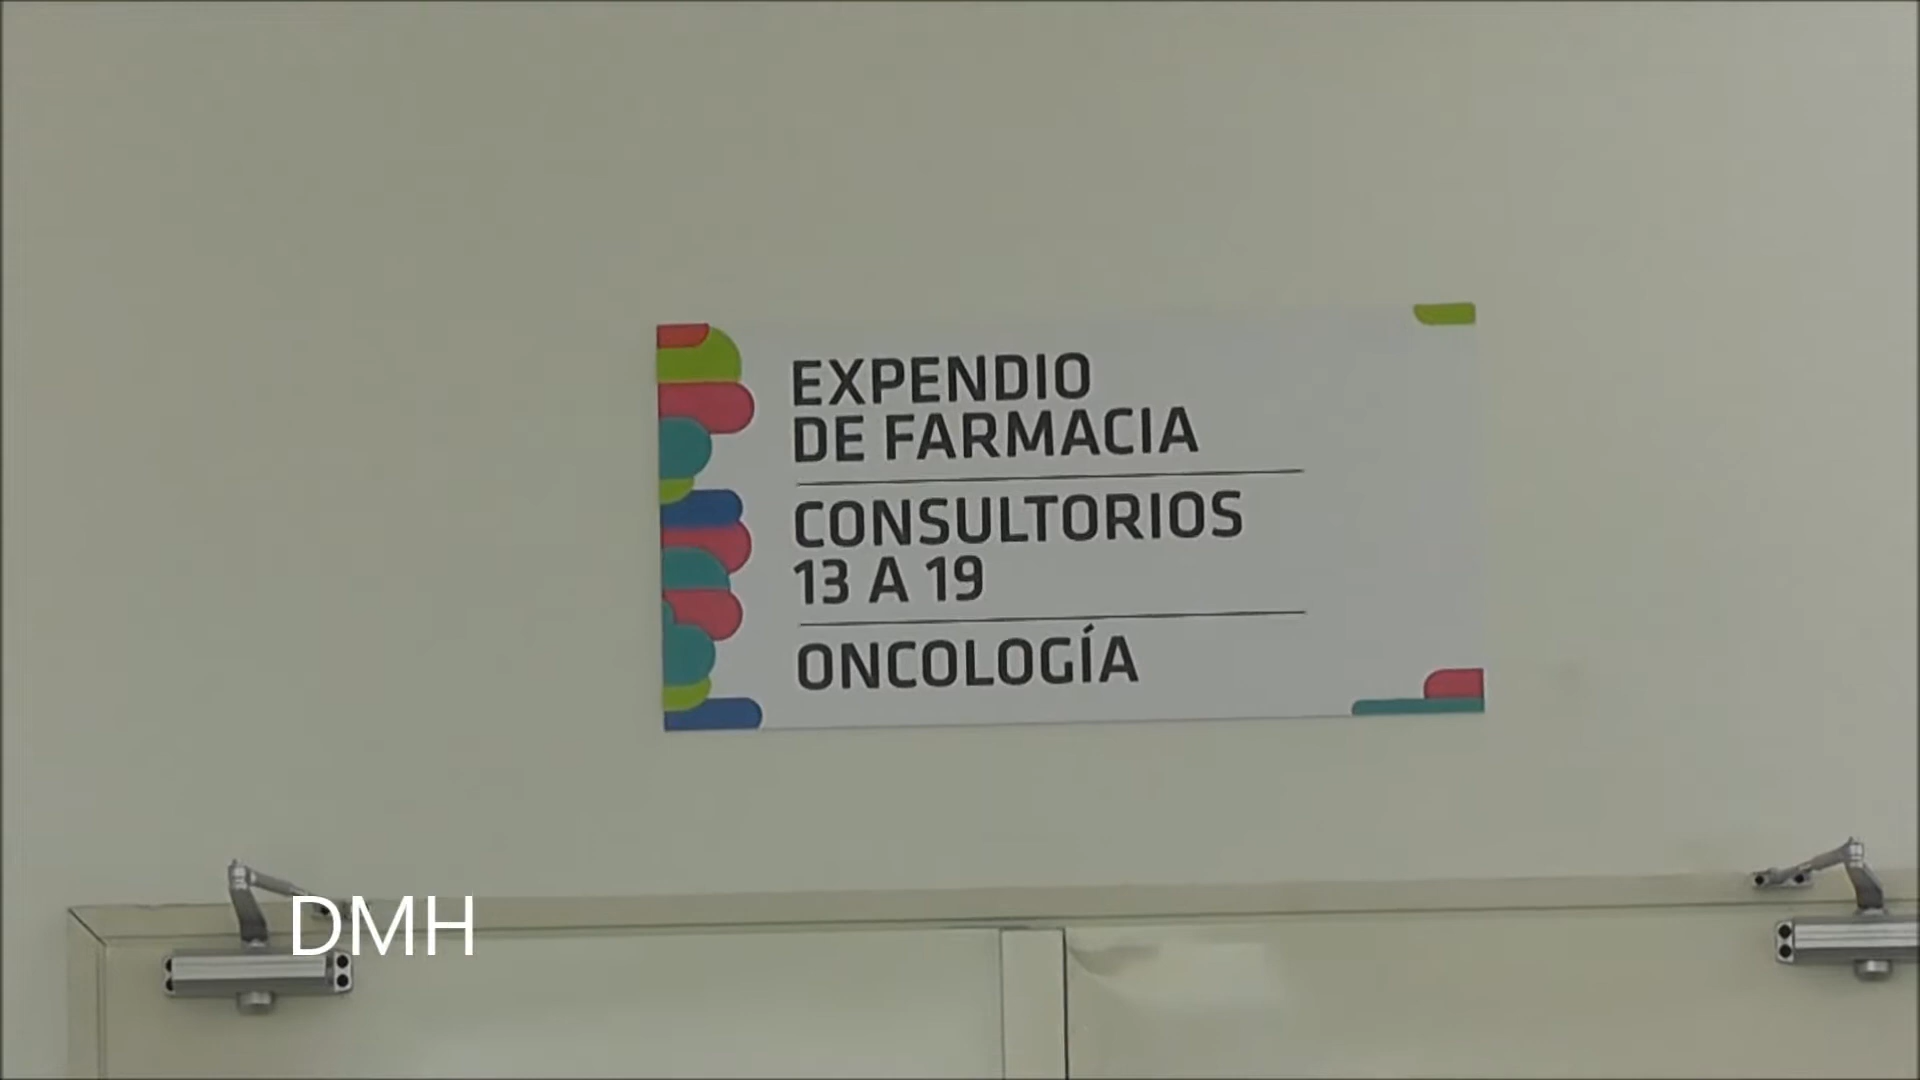 EXPENDIO
DE FARMACIA
CONSULTORIOS
13 A 19
ONCOLOGÍA
DMH